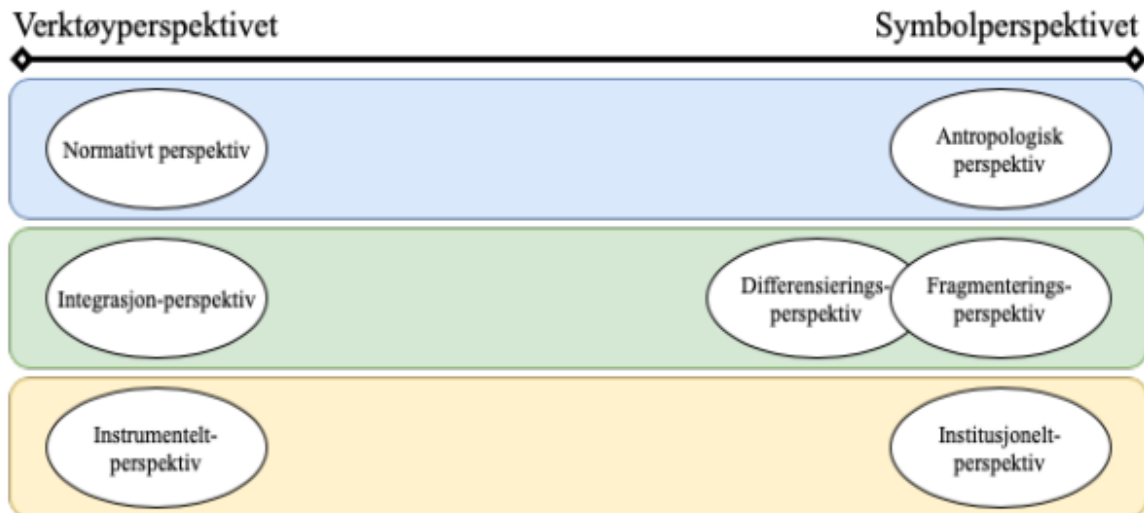 Verktøyperspektivet
Symbolperspektivet
Normativt perspektiv
Antropologisk
perspektiv
Integrasjon-perspektiv
Differensierings-
perspektiv
Fragmenterings-
perspektiv
Instrumentelt-
perspektiv
Institusjonelt-
perspektiv